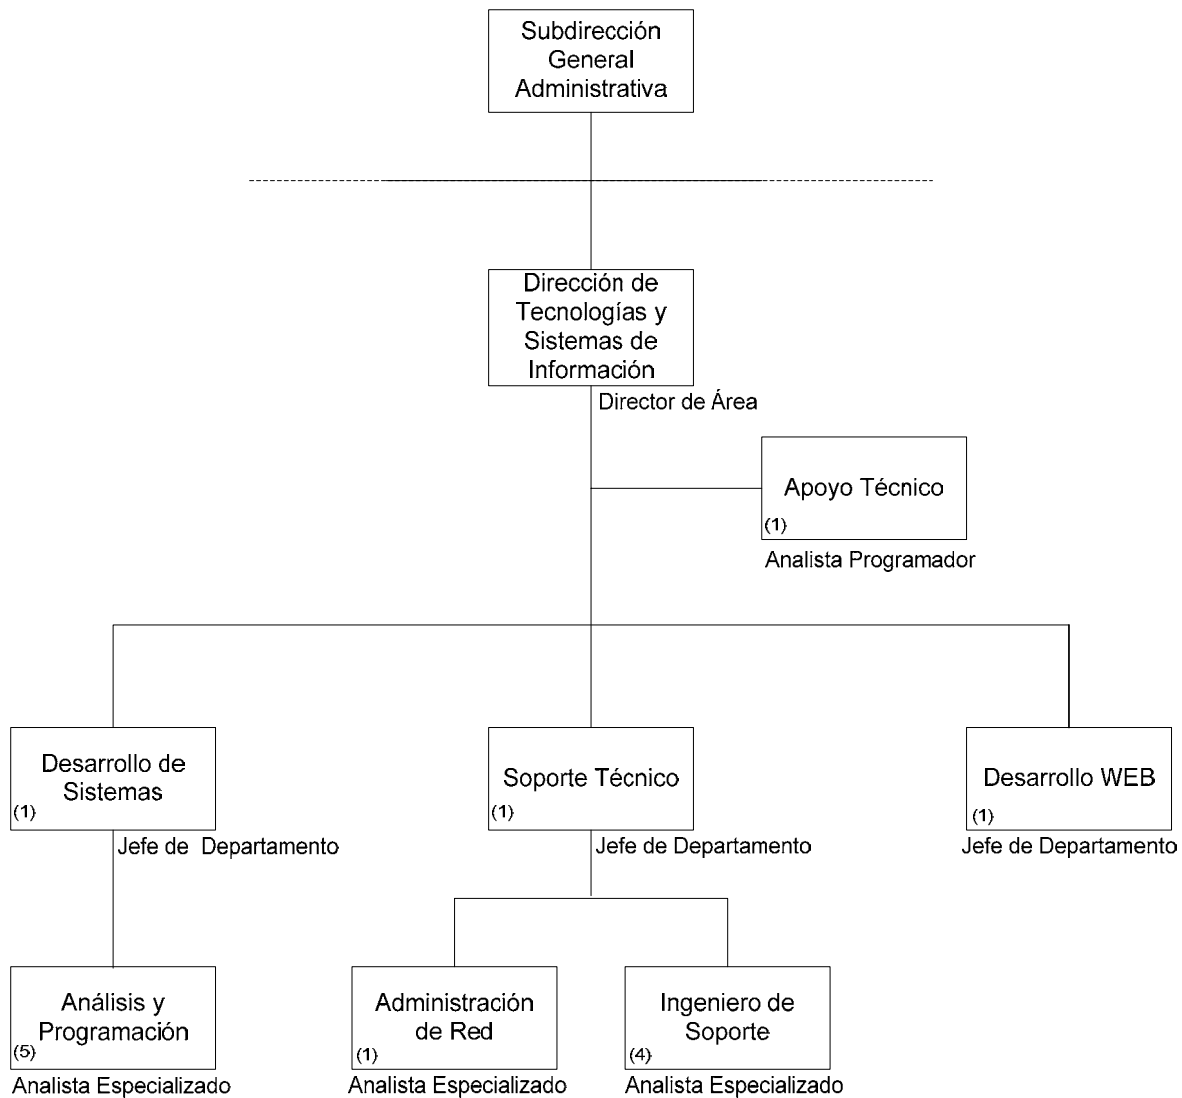 Subdirección
General
Administrativa
Dirección de
Tecnologías y
Sistemas de
Información
Director de Área
Apoyo Técnico
(1)
Analista Programador
Desarrollo de
Sistemas
(1)
Jefe de Departamento
Soporte Técnico
(1)
Jefe de Departamento
Desarrollo WEB
(1)
Jefe de Departamento
Análisis y
Programación
(5)
Analista Especializado
Administración
de Red
(1)
Analista Especializado
Ingeniero de
Soporte
(4)
Analista Especializado